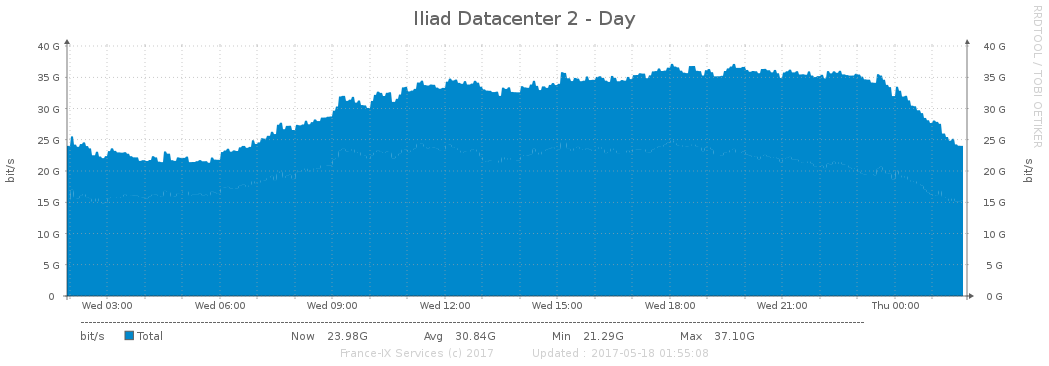 Iliad Datacenter 2 - Day
RRDTOOL / TOBI OETIKER
bit/s
40 G 40 G
35 G 35 G
30 G 30 G
25 G 25 G
20 G 20 G
15 G 15 G
10 G 10 G
5 G 5 G
0 0 G
bit/s
Wed 03:00 Wed 06:00 Wed 09:00 Wed 12:00 Wed 15:00 Wed 18:00 Wed 21:00 Thu 00:00
bit/s Total Now 23.98G Avg 30.84G Min 21.29G Max 37.10G
France-IX Services (c) 2017 Updated : 2017-05-18 01:55:08